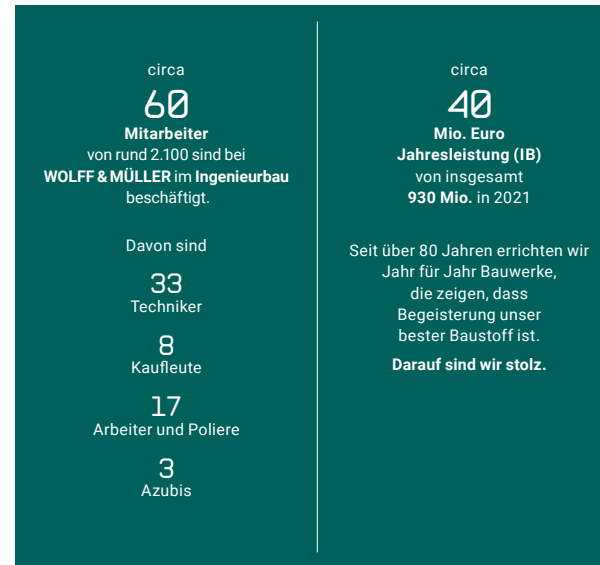 circa
60
Mitarbeiter
von rund 2.100 sind bei
WOLFF & MÜLLER im Ingenieurbau
beschäftigt.
Davon sind
33
Techniker
8
Kaufleute
17
Arbeiter und Poliere
3
Azubis
circa
40
Mio. Euro
Jahresleistung (IB)
von insgesamt
930 Mio. in 2021
Seit über 80 Jahren errichten wir
Jahr für Jahr Bauwerke,
die zeigen, dass
Begeisterung unser
bester Baustoff ist.
Darauf sind wir stolz.